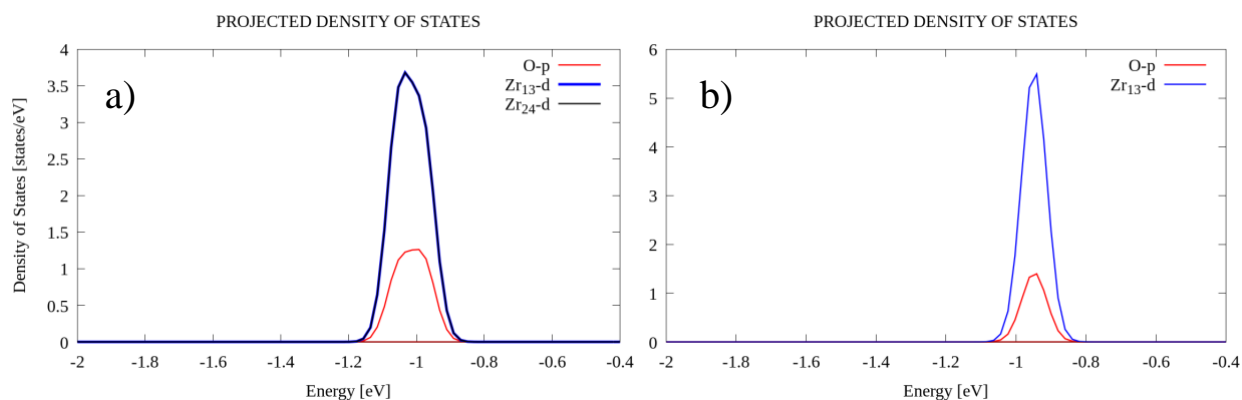 PROJECTED DENSITY OF STATES
a)
O-p
Zr13-d
Zr24-d
4
3.5
3
2.5
2
1.5
1
0.5
0
Density of States [states/eV]
-2 -1.8 -1.6 -1.4 -1.2 -1 -0.8 -0.6 -0.4
Energy [eV]
PROJECTED DENSITY OF STATES
b)
O-p
Zr13-d
6
5
4
3
2
1
0
-2 -1.8 -1.6 -1.4 -1.2 -1 -0.8 -0.6 -0.4
Energy [eV]